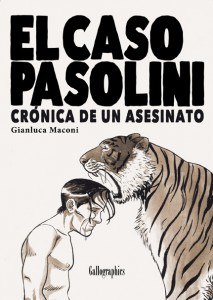 EL CASO
PASOLINI
CRÓNICA DE UN ASESINATO
Gianluca Maconi
Gallographics